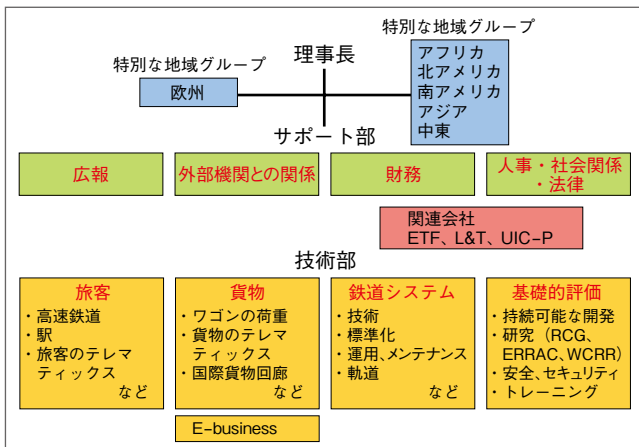 特別な地域グループ
アフリカ
北アメリカ
南アメリカ
アジア
中東
理事長
特別な地域グループ
欧州
サポート部
広報
外部機関との関係
財務
人事・社会関係
・法律
関連会社
ETF、L&T、UIC-P
技術部
旅客
・高速鉄道
・駅
・旅客のテレマ
ティックス
など
貨物
・ワゴンの荷重
・貨物のテレマ
ティックス
・国際貨物回廊
など
鉄道システム
・技術
・標準化
・運用、メンテナンス
・軌道
など
基礎的評価
・持続可能な開発
・研究（RCG、
ERRAC、WCRR）
・安全、セキュリティ
・トレーニング
E-business